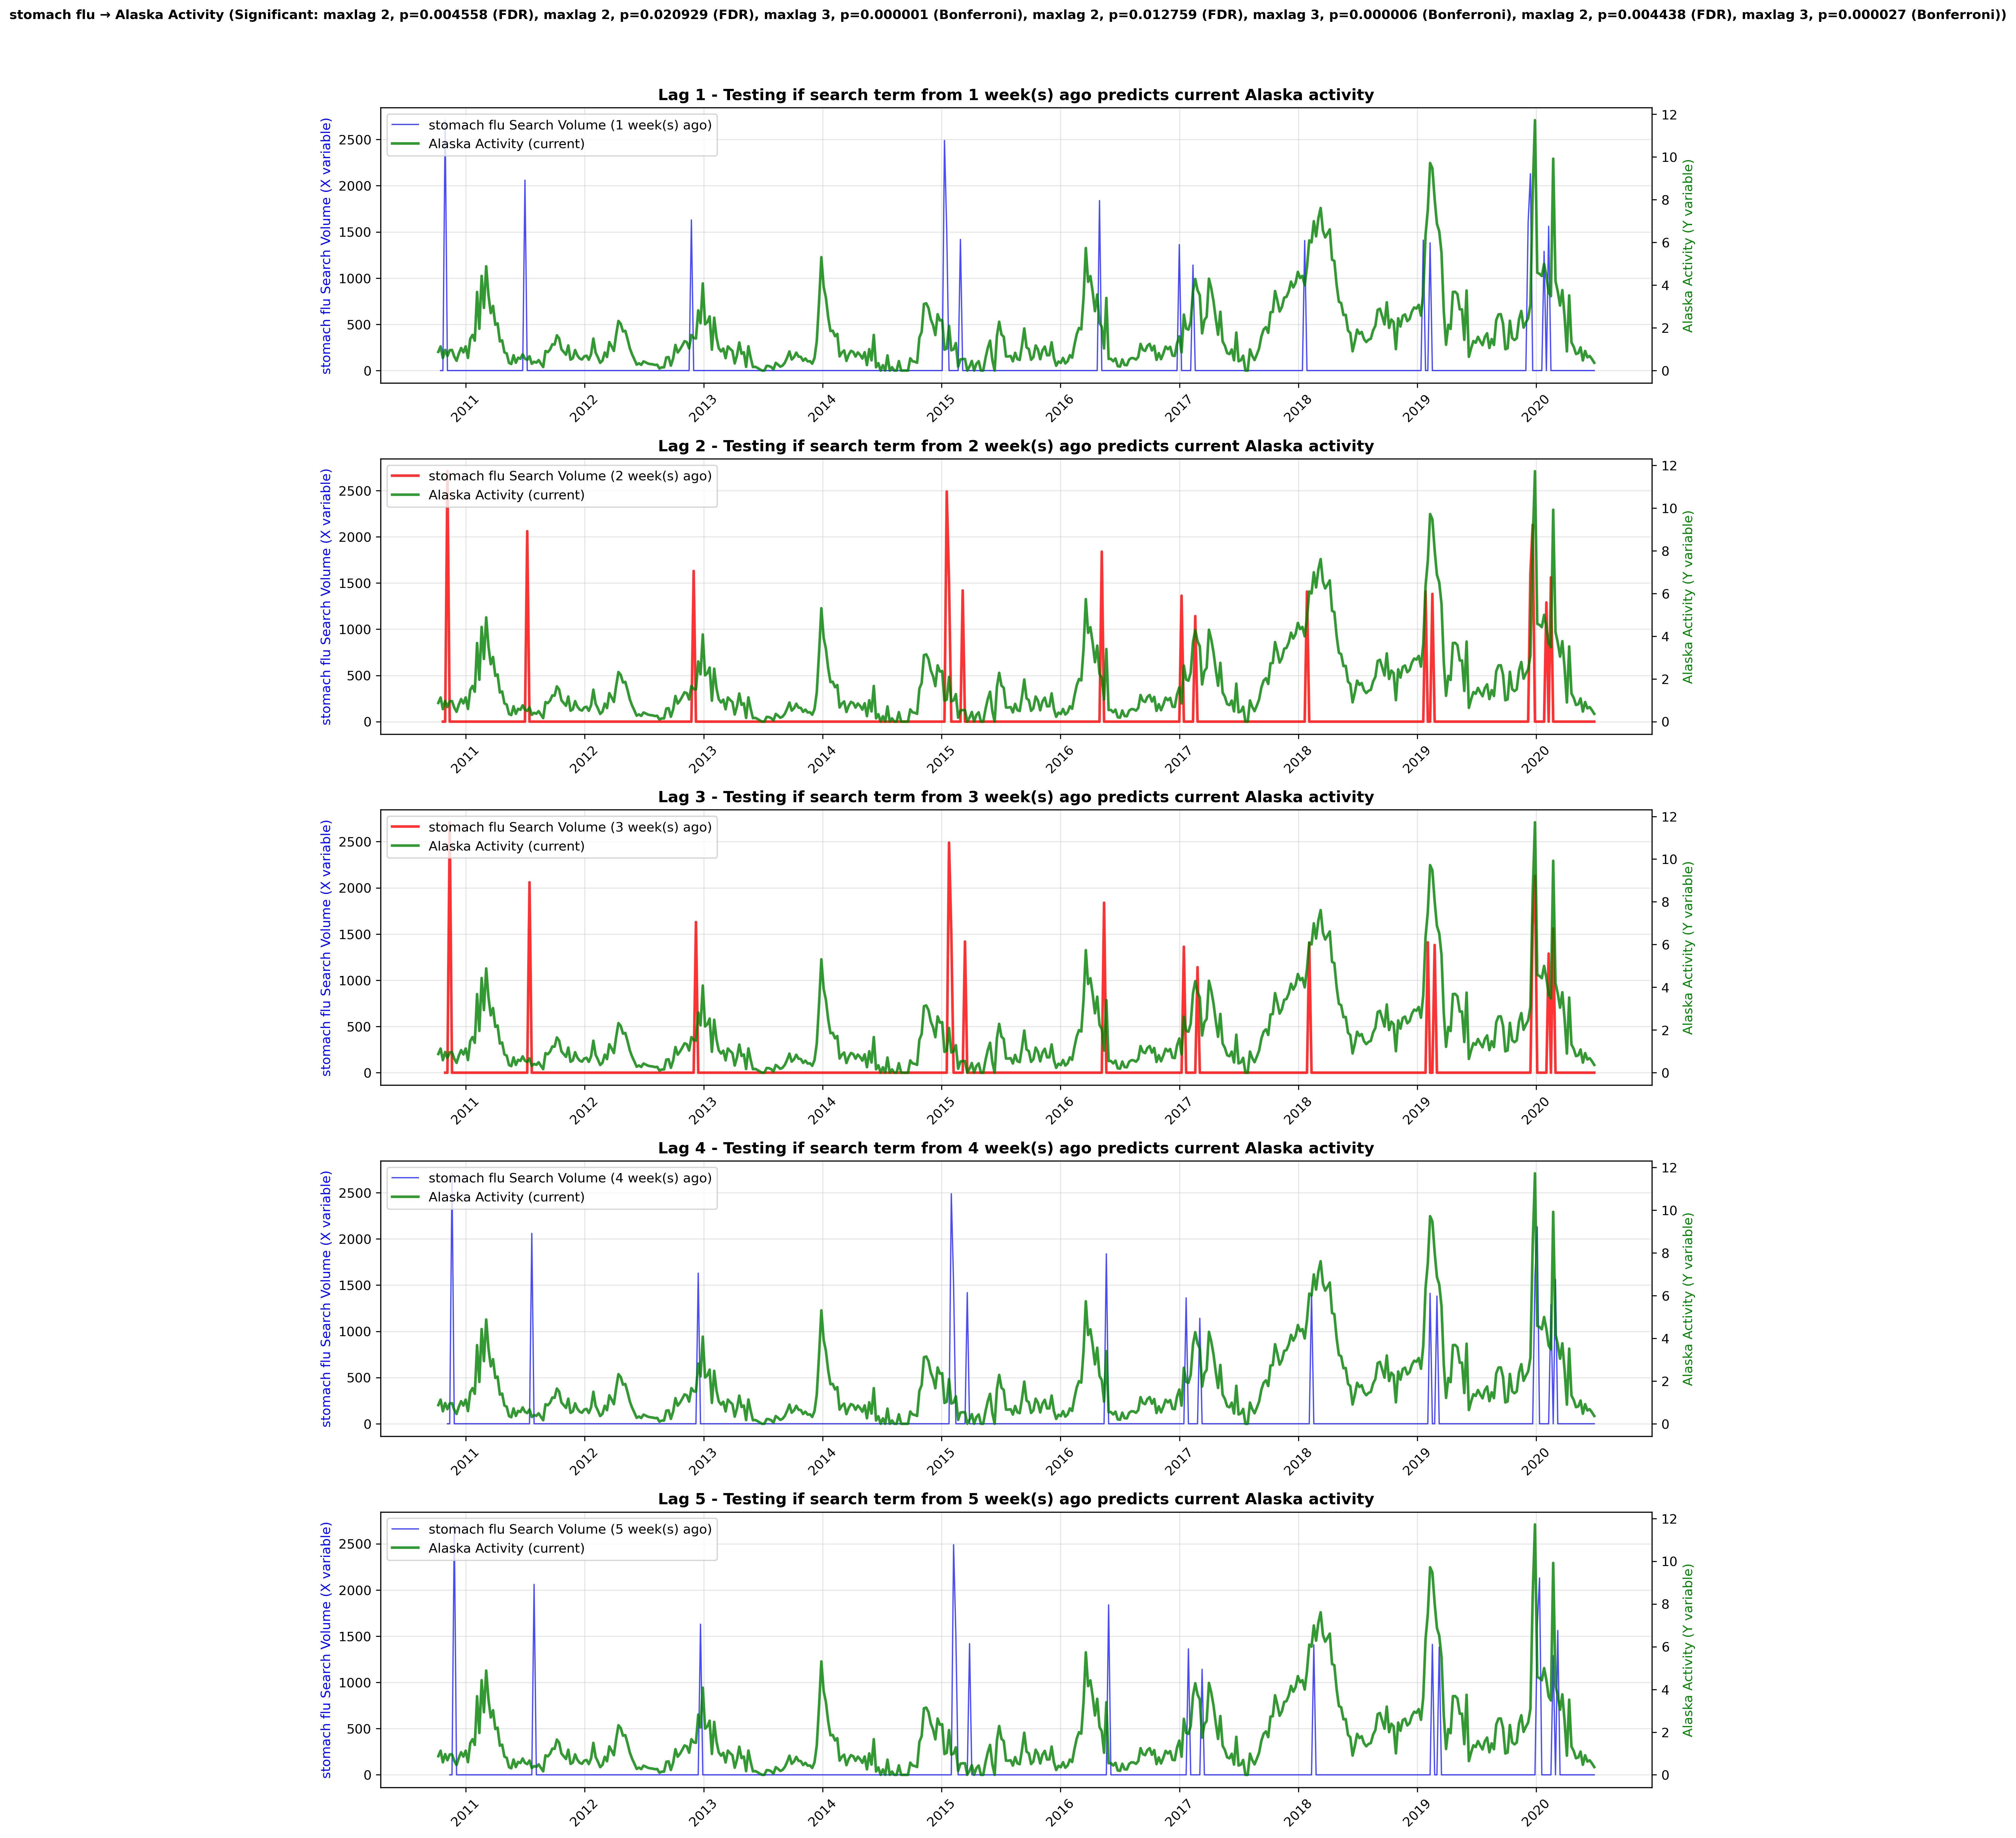 stomach flu → Alaska Activity (Significant: maxlag 2, p=0.004558 (FDR), maxlag 2, p=0.020929 (FDR), maxlag 3, p=0.000001 (Bonferroni), maxlag 2, p=0.012759 (FDR), maxlag 3, p=0.000006 (Bonferroni), maxlag 2, p=0.004438 (FDR), maxlag 3, p=0.000027 (Bonferroni))
Lag 1 - Testing if search term from 1 week(s) ago predicts current Alaska activity
stomach flu Search Volume (1 week(s) ago)
Alaska Activity (current)
stomach flu Search Volume (X variable)
2500
2000
1500
1000
500
0
12
10
8
6
4
2
0
Alaska Activity (Y variable)
2011 2012 2013 2014 2015 2016 2017 2018 2019 2020
Lag 2 - Testing if search term from 2 week(s) ago predicts current Alaska activity
stomach flu Search Volume (2 week(s) ago)
Alaska Activity (current)
stomach flu Search Volume (X variable)
2500
2000
1500
1000
500
0
12
10
8
6
4
2
0
Alaska Activity (Y variable)
2011 2012 2013 2014 2015 2016 2017 2018 2019 2020
Lag 3 - Testing if search term from 3 week(s) ago predicts current Alaska activity
stomach flu Search Volume (3 week(s) ago)
Alaska Activity (current)
stomach flu Search Volume (X variable)
2500
2000
1500
1000
500
0
12
10
8
6
4
2
0
Alaska Activity (Y variable)
2011 2012 2013 2014 2015 2016 2017 2018 2019 2020
Lag 4 - Testing if search term from 4 week(s) ago predicts current Alaska activity
stomach flu Search Volume (4 week(s) ago)
Alaska Activity (current)
stomach flu Search Volume (X variable)
2500
2000
1500
1000
500
0
12
10
8
6
4
2
0
Alaska Activity (Y variable)
2011 2012 2013 2014 2015 2016 2017 2018 2019 2020
Lag 5 - Testing if search term from 5 week(s) ago predicts current Alaska activity
stomach flu Search Volume (5 week(s) ago)
Alaska Activity (current)
stomach flu Search Volume (X variable)
2500
2000
1500
1000
500
0
12
10
8
6
4
2
0
Alaska Activity (Y variable)
2011 2012 2013 2014 2015 2016 2017 2018 2019 2020